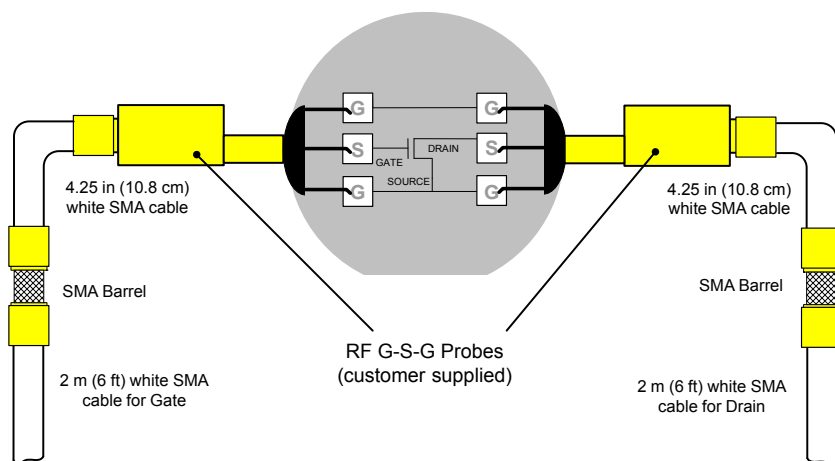 G
G
S
S
DRAIN
GATE
SOURCE
G
G
4.25 in (10.8 cm)
white SMA cable
4.25 in (10.8 cm)
white SMA cable
SMA Barrel
SMA Barrel
RF G-S-G Probes
(customer supplied)
2 m (6 ft) white SMA
cable for Gate
2 m (6 ft) white SMA
cable for Drain